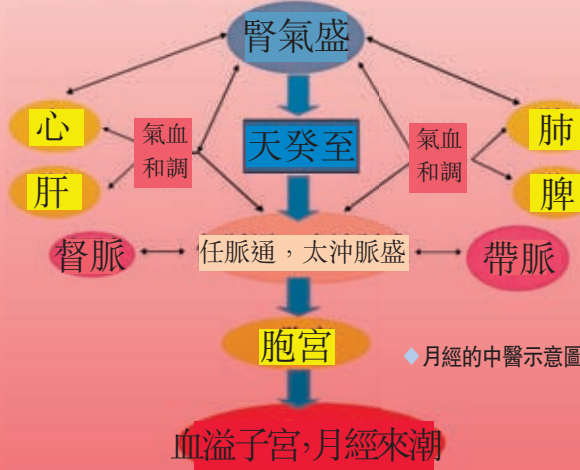 腎氣盛
心
氣血
和調
天癸至
氣血
和調
肺
肝
脾
督脈
任脈通，太沖脈盛
帶脈
胞宮
◆月經的中醫示意圖
血溢子宮,月經來潮